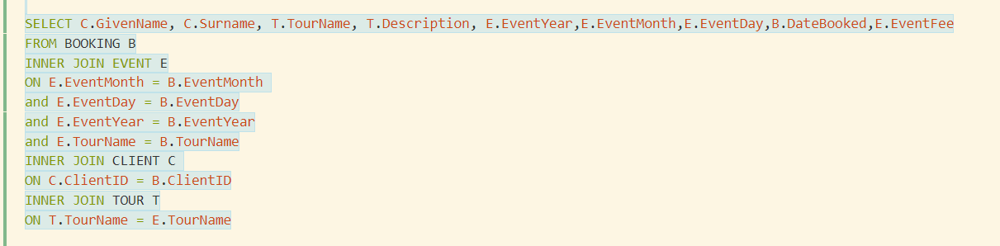 SELECT C.GivenName, C.Surname, T.TourName, T.Description, E.EventYear,E.EventMonth,E.EventDay,B.DateBooked,E.EventFee
FROM BOOKING B
INNER JOIN EVENT E
ON E.EventMonth = B.EventMonth
and E.EventDay = B.EventDay
and E.EventYear = B.EventYear
and E.TourName = B.TourName
INNER JOIN CLIENT C
ON C.ClientID = B.ClientID
INNER JOIN TOUR T
ON T.TourName = E.TourName